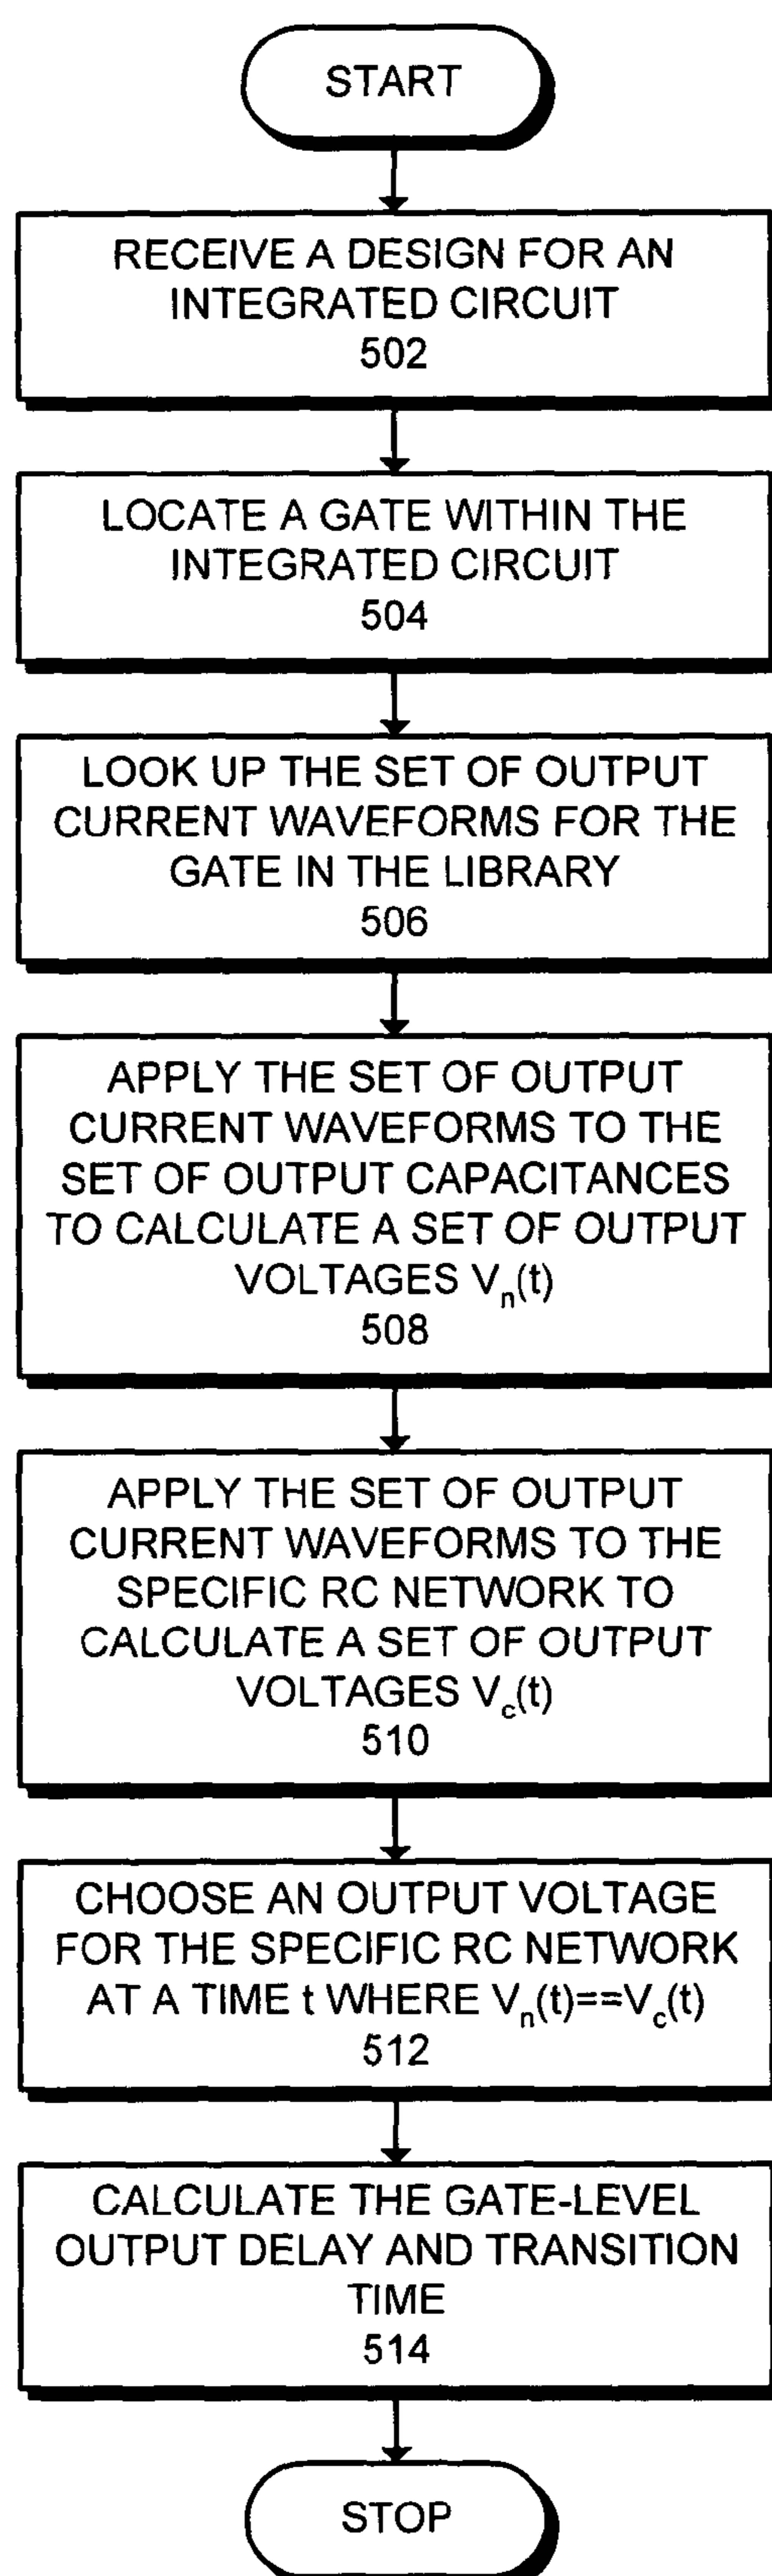 START
RECEIVE A DESIGN FOR AN
INTEGRATED CIRCUIT
502
LOCATE A GATE WITHIN THE
INTEGRATED CIRCUIT
504
LOOK UP THE SET OF OUTPUT
CURRENT WAVEFORMS FOR THE
GATE IN THE LIBRARY
506
APPLY THE SET OF OUTPUT
CURRENT WAVEFORMS TO THE
SET OF OUTPUT CAPACITANCES
TO CALCULATE A SET OF OUTPUT
VOLTAGES Vn(t)
508
APPLY THE SET OF OUTPUT
CURRENT WAVEFORMS TO THE
SPECIFIC RC NETWORK TO
CALCULATE A SET OF OUTPUT
VOLTAGES Vc(t)
510
CHOOSE AN OUTPUT VOLTAGE
FOR THE SPECIFIC RC NETWORK
AT A TIME t WHERE Vn(t)==Vc(t)
512
CALCULATE THE GATE-LEVEL
OUTPUT DELAY AND TRANSITION
TIME
514
STOP